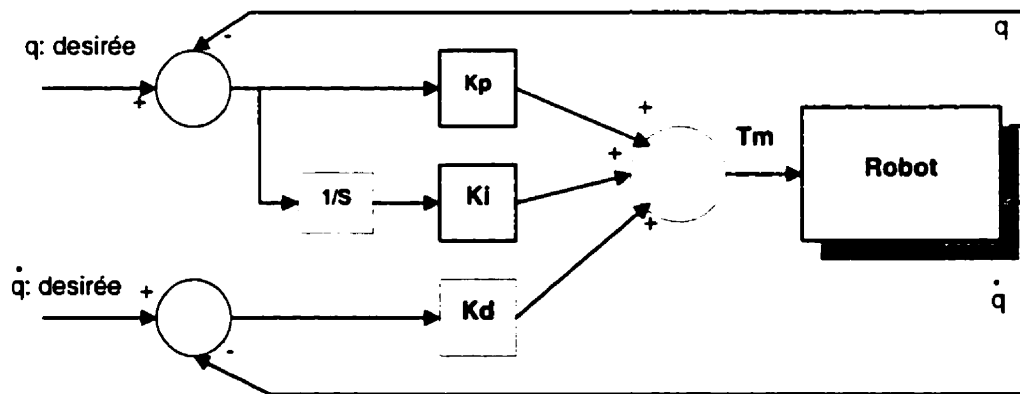 q
-
q: desirée
+
Kp
+
Tm
Robot
+
1/S
Ki
+
q̇: desirée
+
Kd
q̇
-